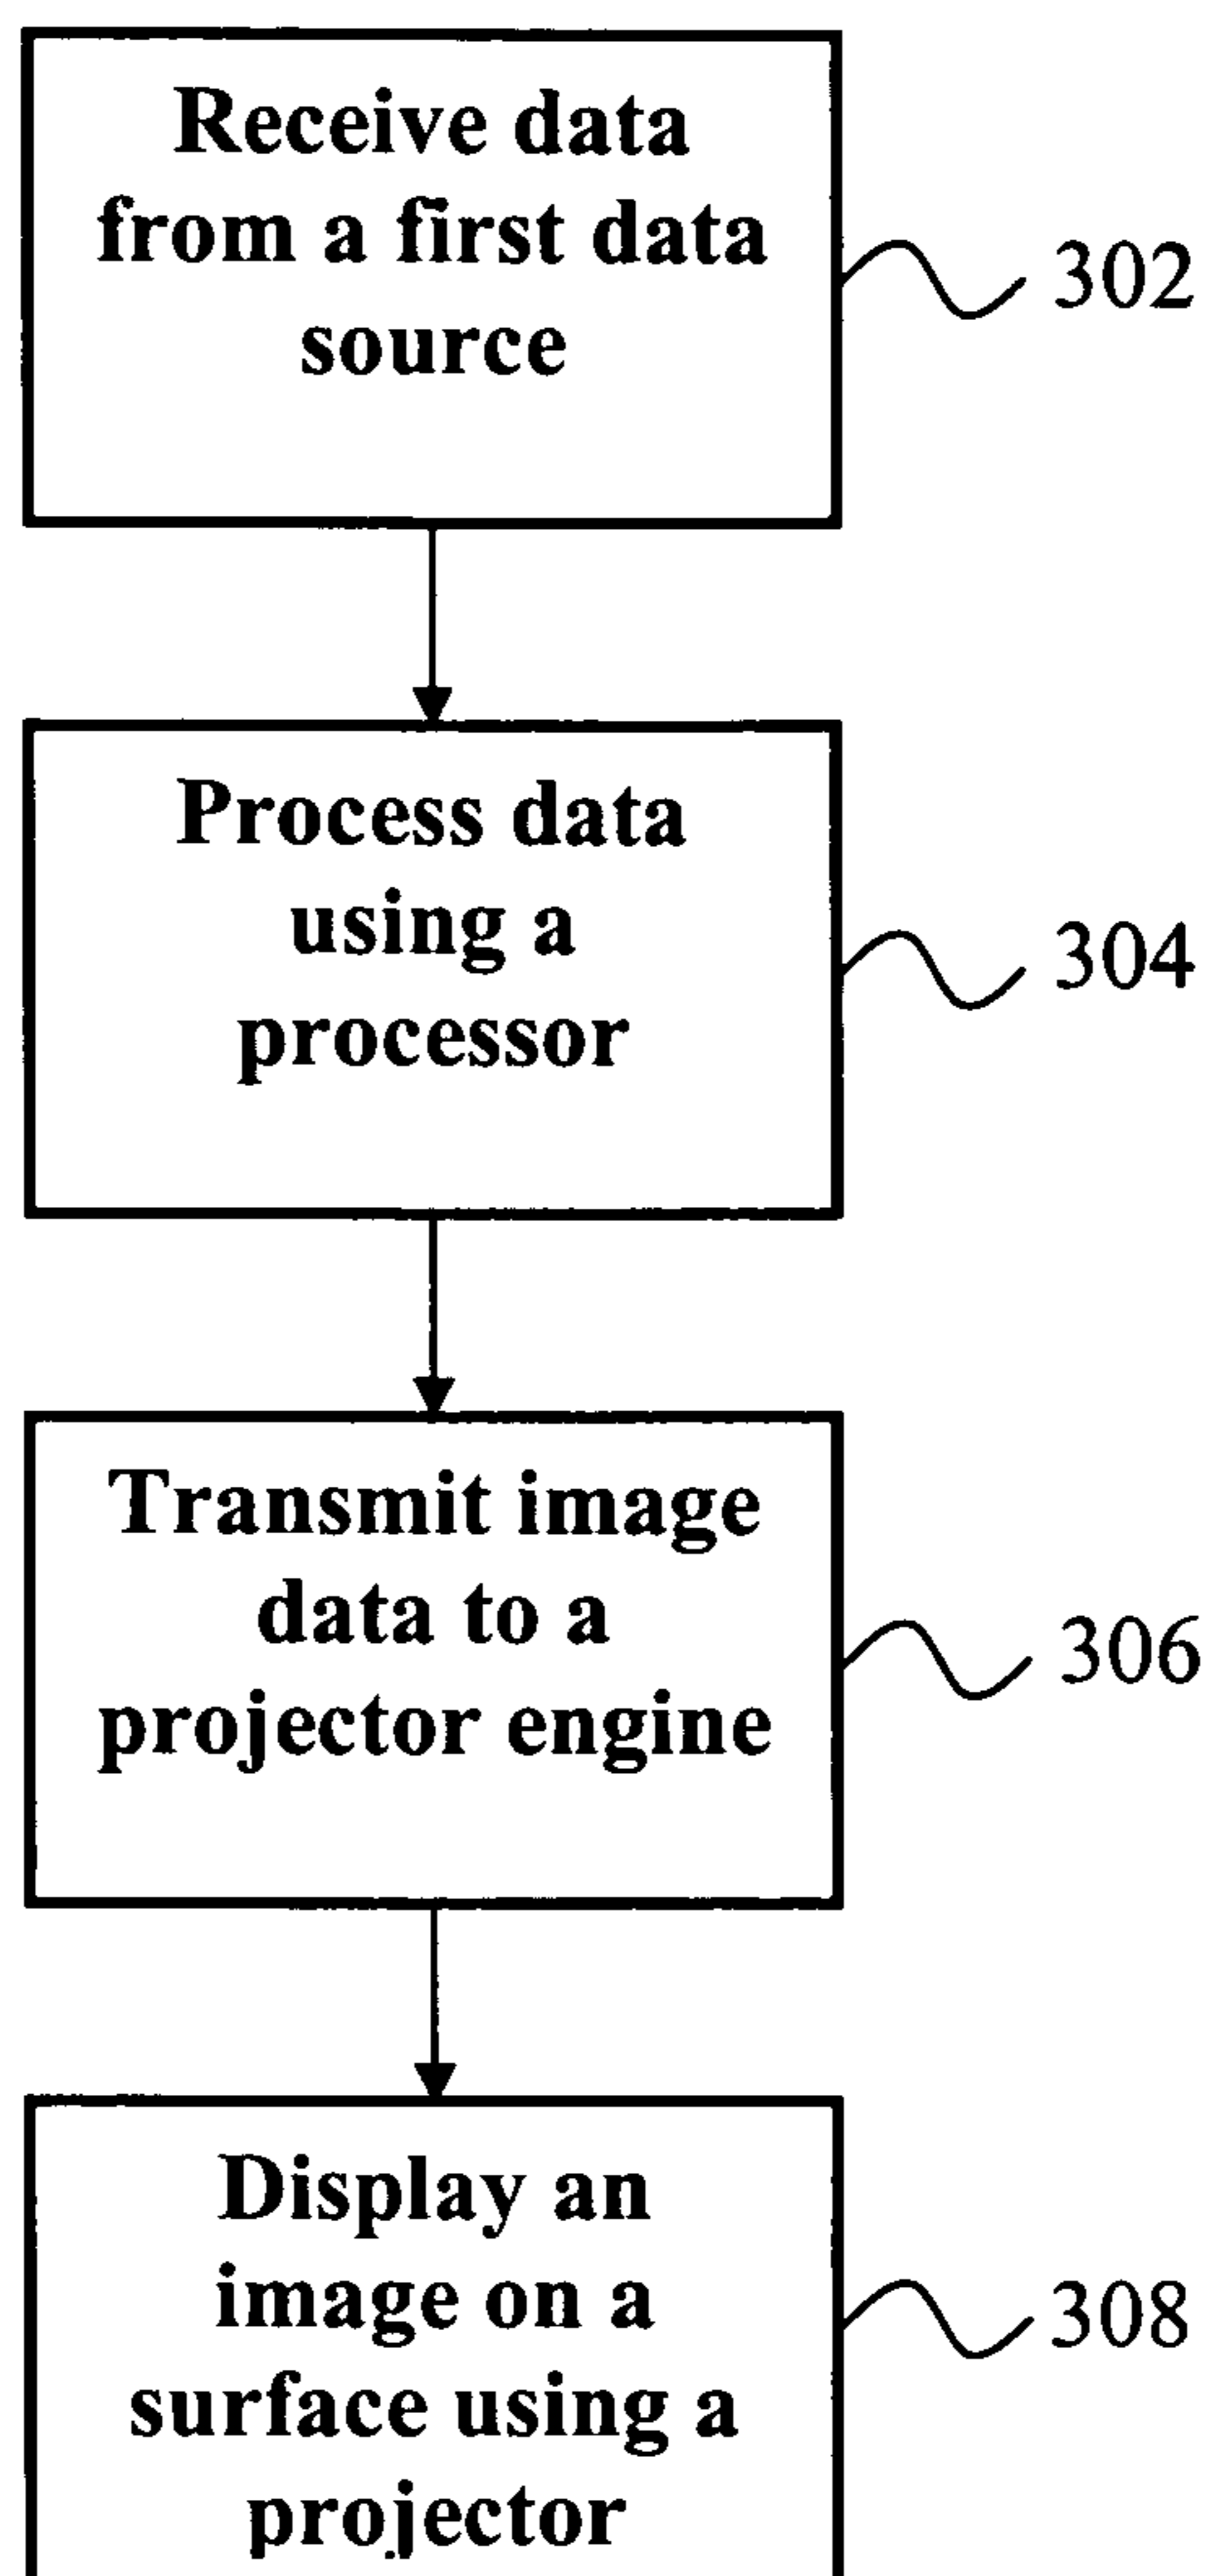 Receive data
from a first data
source
302
Process data
using a
processor
304
Transmit image
data to a
projector engine
306
Display an
image on a
surface using a
projector
308